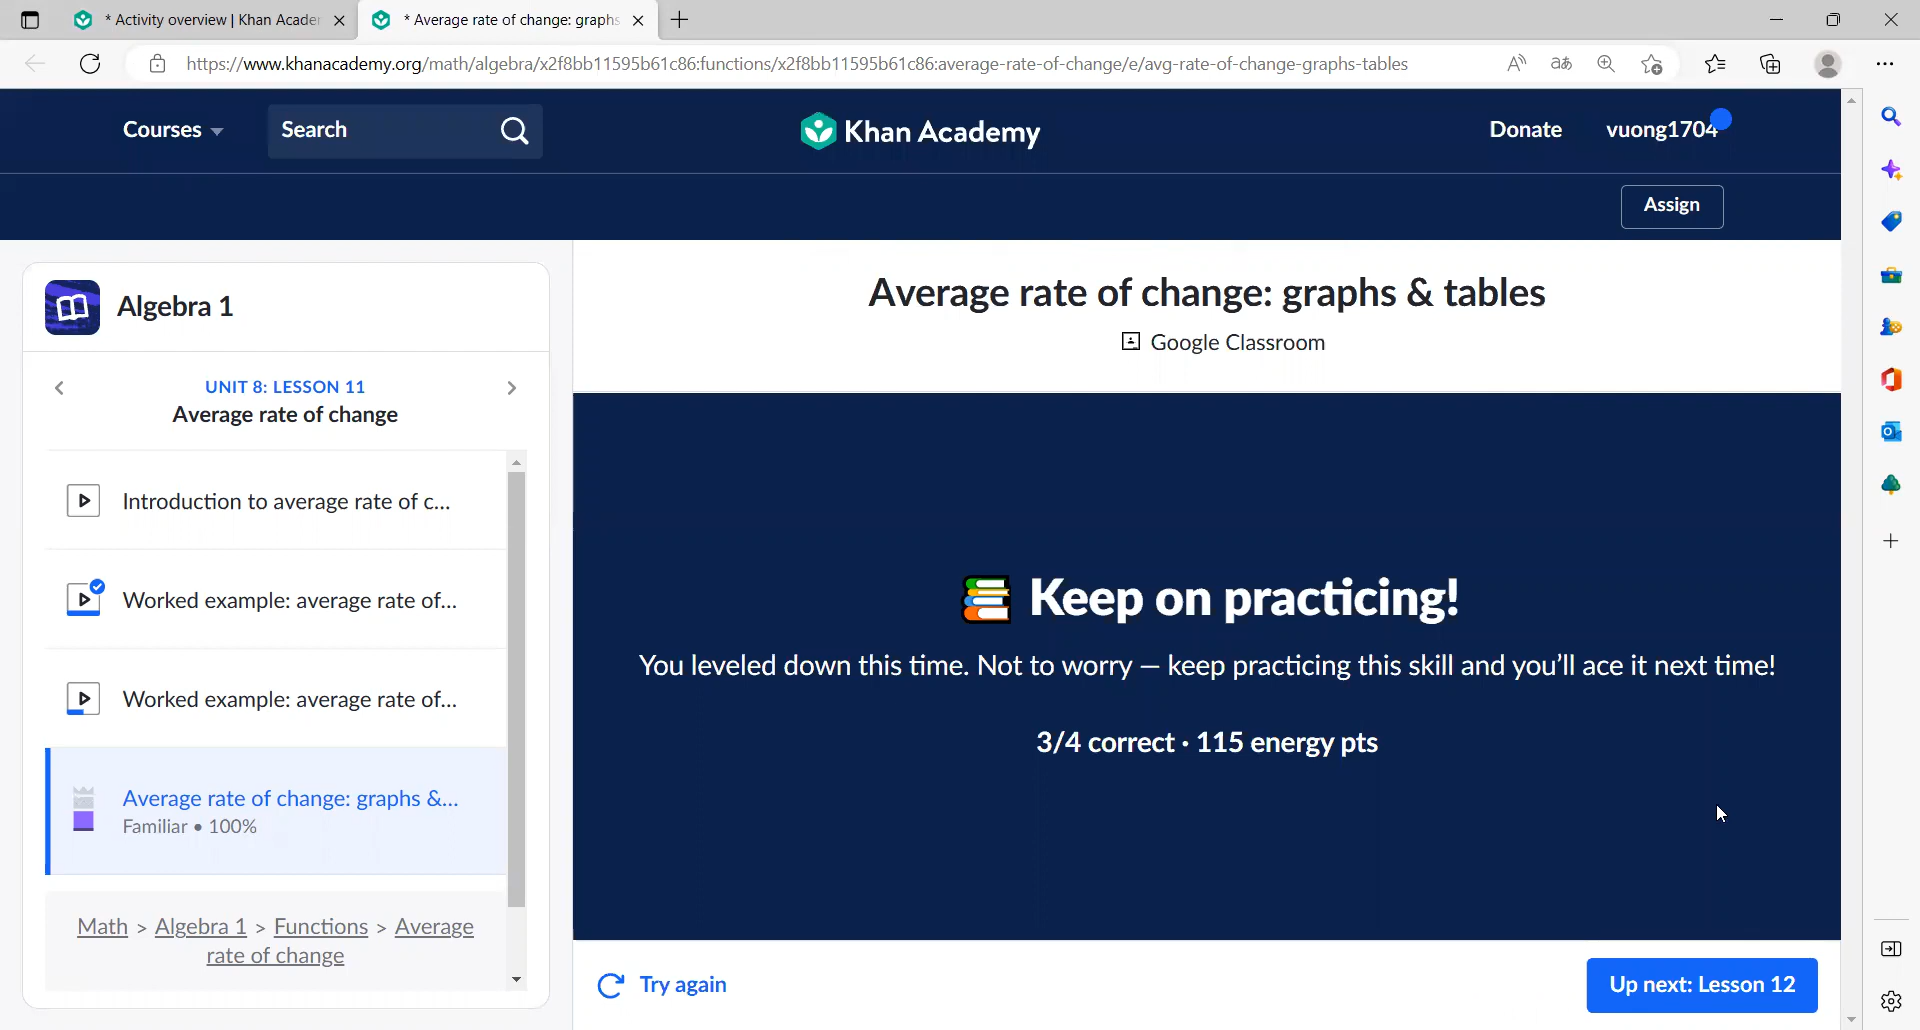 * Activity overview | Khan Acade
* Average rate of change: graphs
https://www.khanacademy.org/math/algebra/x2f8bb11595b61c86:functions/x2f8bb11595b61c86:average-rate-of-change/e/avg-rate-of-change-graphs-tables
Courses
Search
Khan Academy
Donate
vuong1704
Assign
Algebra 1
UNIT 8: LESSON 11
Average rate of change
Introduction to average rate of c...
Worked example: average rate of...
Worked example: average rate of...
Average rate of change: graphs &...
Familiar • 100%
Math > Algebra 1 > Functions > Average
rate of change
Average rate of change: graphs & tables
Google Classroom
Keep on practicing!
You leveled down this time. Not to worry — keep practicing this skill and you’ll ace it next time!
3/4 correct · 115 energy pts
Try again
Up next: Lesson 12